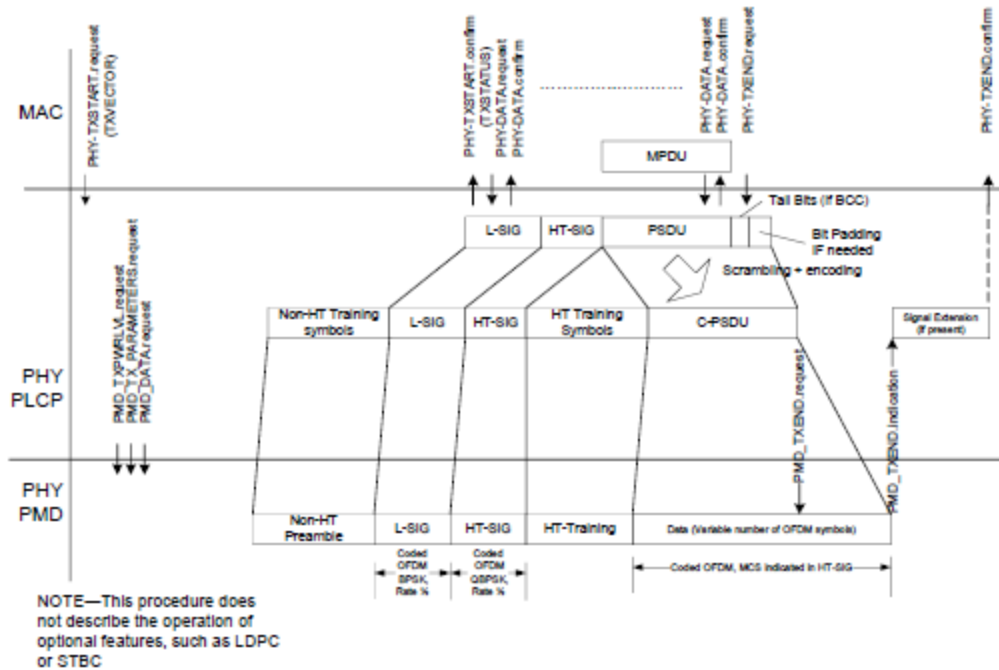 MAC
PHY-TXSTART.request
(TXVECTOR)
PHY-TXSTART.confirm
(TXSTATUS)
PHY-DATA.request
PHY-DATA.confirm
PHY-DATA.request
PHY-DATA.confirm
PHY-TXEND.request
PHY-TXEND.confirm
MPDU
Tail Bits (if BCC)
L-SIG
HT-SIG
PSDU
Bit Padding
IF needed
Scrambling + encoding
Non-HT Training
symbols
L-SIG
HT-SIG
HT Training
Symbols
C-PSDU
Signal Extension
(if present)
PHY
PLCP
PMD_TXPWRLVL.request
PMD_TX_PARAMETERS.request
PMD_DATA.request
PMD_TXEND.request
PMD_TXEND.indication
PHY
PMD
Non-HT
Preamble
L-SIG
HT-SIG
HT-Training
Data (Variable number of OFDM symbols)
Coded
OFDM
BPSK,
Rate ½
Coded
OFDM
QBPSK,
Rate ½
Coded OFDM, MCS indicated in HT-SIG
NOTE—This procedure does
not describe the operation of
optional features, such as LDPC
or STBC